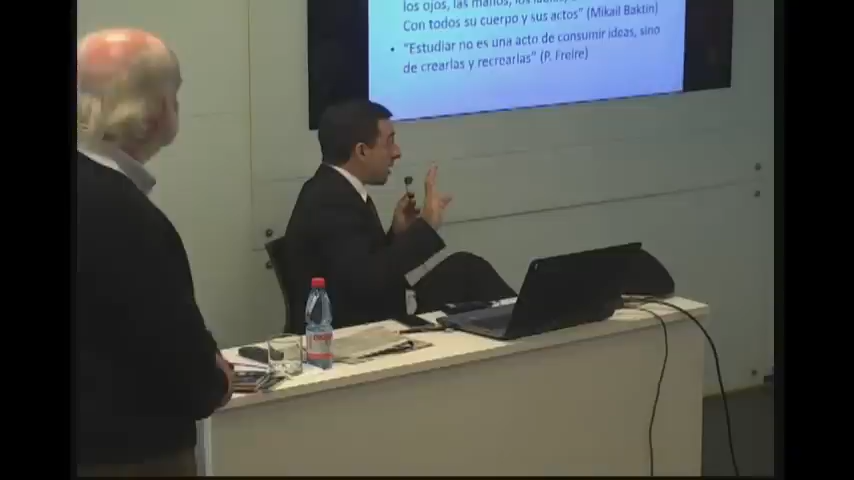 los ojos, las manos,
Con todos su cuerpo y sus actos" (Mikail Baktin)
• "Estudiar no es una acto de consumir ideas, sino
de crearlas y recrearlas" (P. Freire)